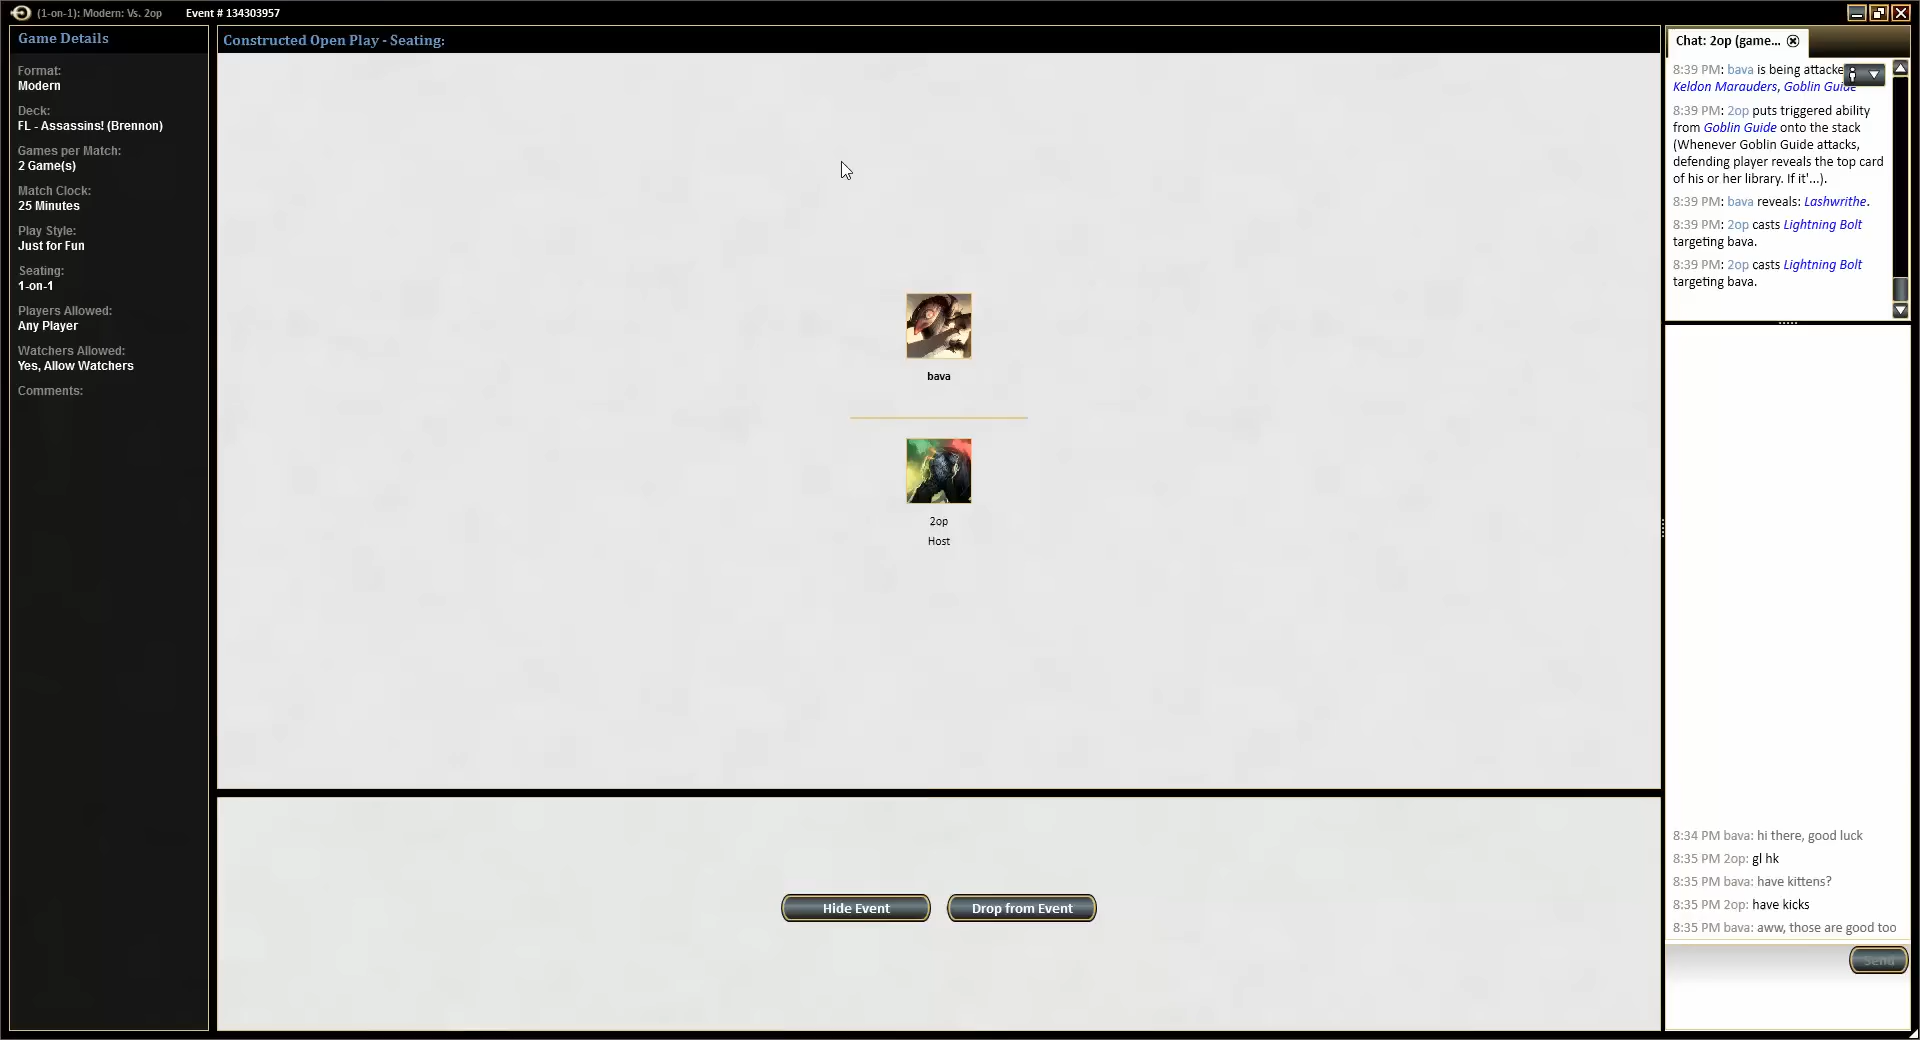 (1-on-1): Modern: Vs. 2op
Event # 134303957
Game Details
Format:
Modern
Deck:
FL - Assassins! (Brennon)
Games per Match:
2 Game(s)
Match Clock:
25 Minutes
Play Style:
Just for Fun
Seating:
1-on-1
Players Allowed:
Any Player
Watchers Allowed:
Yes, Allow Watchers
Comments:
Constructed Open Play - Seating:
bava
2op
Host
Hide Event
Drop from Event
Chat: 2op (game...
8:39 PM: bava is being attacke
Keldon Marauders, Goblin Guide
8:39 PM: 2op puts triggered ability
from Goblin Guide onto the stack
(Whenever Goblin Guide attacks,
defending player reveals the top card
of his or her library. If it'...).
8:39 PM: bava reveals: Lashwrithe.
8:39 PM: 2op casts Lightning Bolt
targeting bava.
8:39 PM: 2op casts Lightning Bolt
targeting bava.
8:34 PM bava: hi there, good luck
8:35 PM 2op: gl hk
8:35 PM bava: have kittens?
8:35 PM 2op: have kicks
8:35 PM bava: aww, those are good too
Send